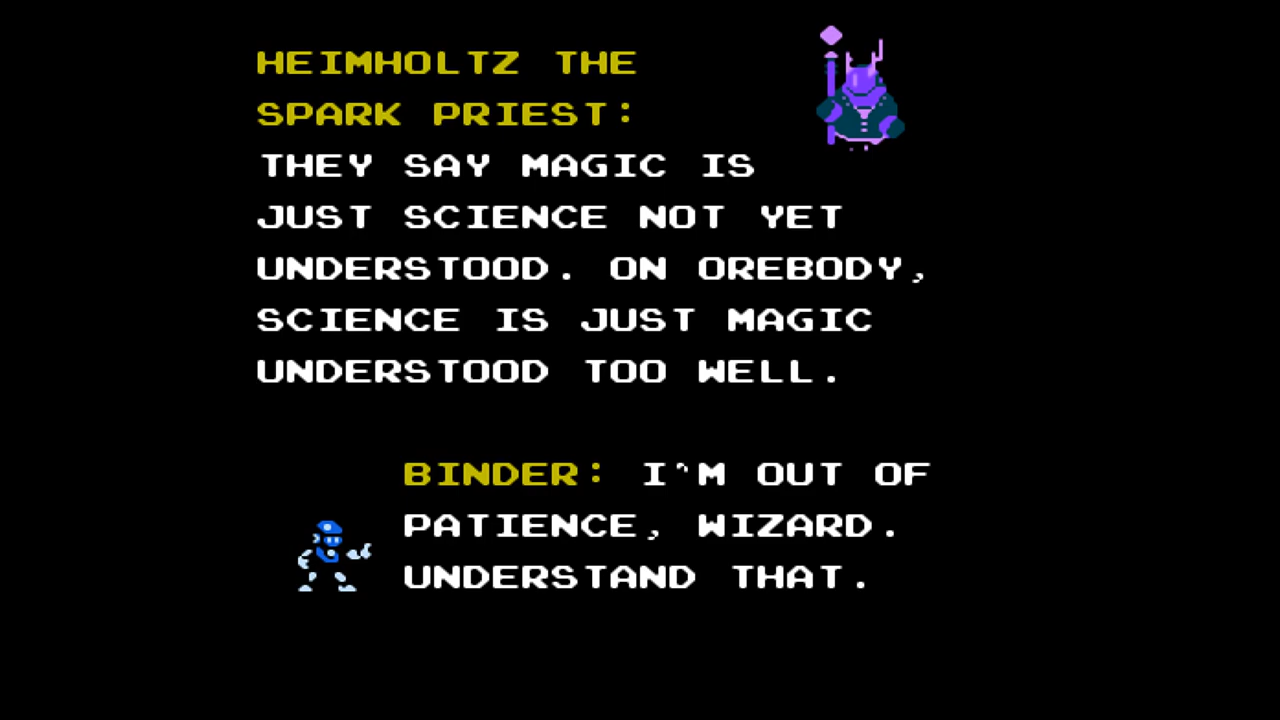 HEIMHOLTZ THE
SPARK PRIEST:
THEY SAY MAGIC IS
JUST SCIENCE NOT YET
UNDERSTOOD. ON OREBODY,
SCIENCE IS JUST MAGIC
UNDERSTOOD TOO WELL.
BINDER: I'M OUT OF
PATIENCE, WIZARD.
UNDERSTAND THAT.